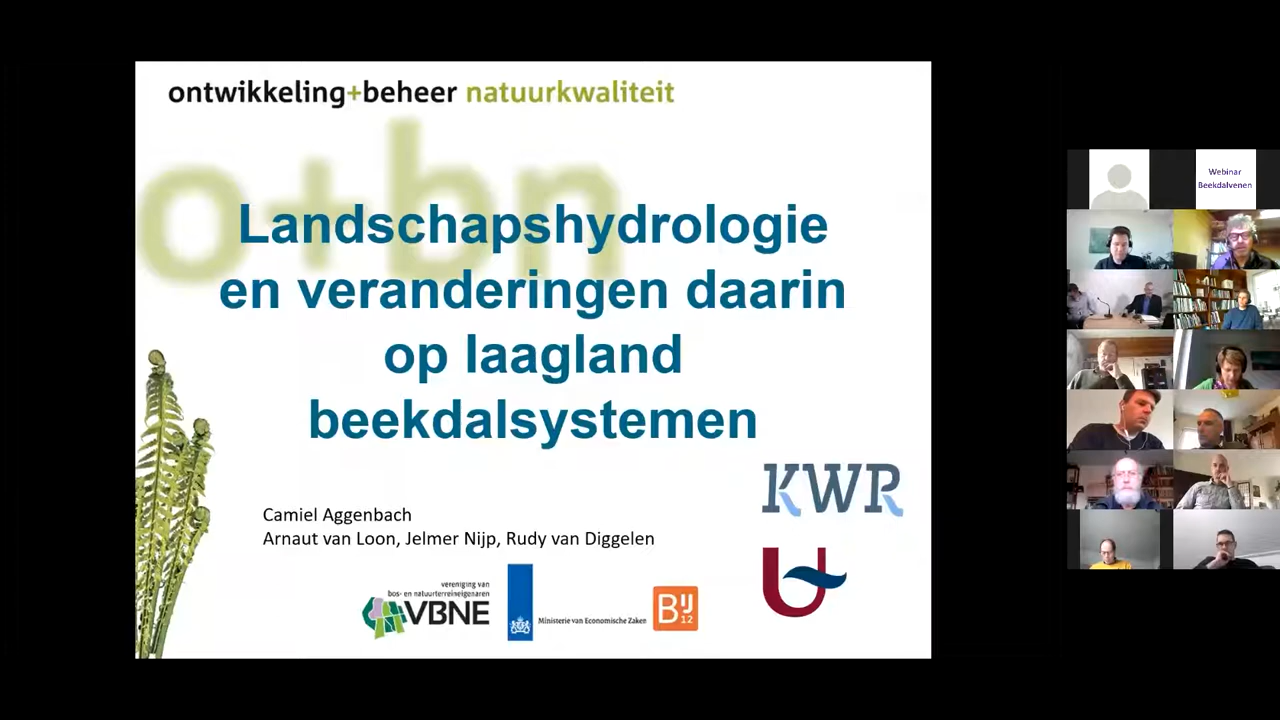 ontwikkeling+beheer natuurkwaliteit
o+bn
Landschapshydrologie
en veranderingen daarin
op laagland
beekdalsystemen
KWR
Camiel Aggenbach
Arnaut van Loon, Jelmer Nijp, Rudy van Diggelen
vereniging van
bos- en natuurterreineigenaren
VBNE
Ministerie van Economische Zaken
BIJ
12
Webinar
Beekdalvenen